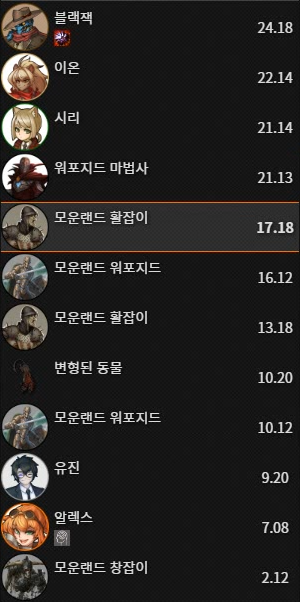 블랙잭
24.18
이온
22.14
시리
21.14
워포지드 마법사
21.13
모운랜드 활잡이
17.18
모운랜드 워포지드
16.12
모운랜드 활잡이
13.18
변형된 동물
10.20
모운랜드 워포지드
10.12
유진
9.20
알렉스
7.08
모운랜드 창잡이
2.12